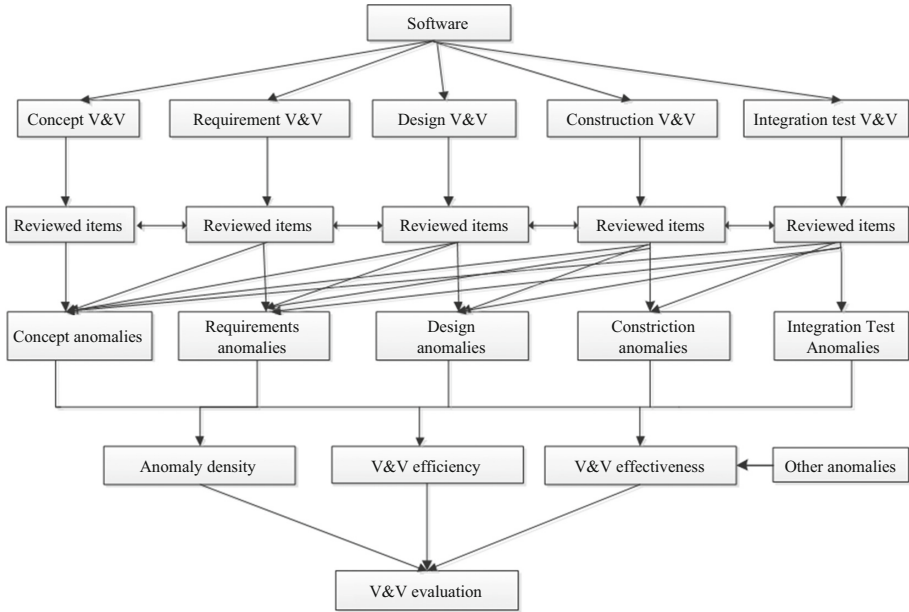 Software
Concept V&V
Requirement V&V
Design V&V
Construction V&V
Integration test V&V
Reviewed items
Reviewed items
Reviewed items
Reviewed items
Reviewed items
Concept anomalies
Requirements
anomalies
Design
anomalies
Constriction
anomalies
Integration Test
Anomalies
Anomaly density
V&V efficiency
V&V effectiveness
Other anomalies
V&V evaluation